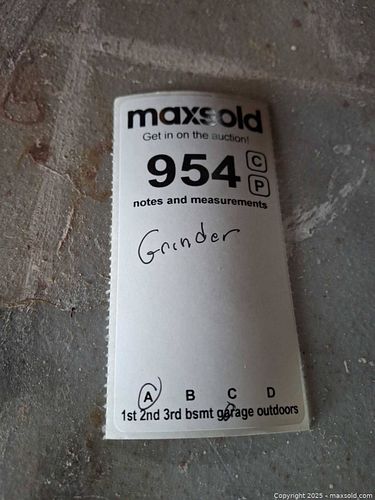 maxsold
Get in on the auction!
954 C
P
notes and measurements
Grinder
A B C D
1st 2nd 3rd bsmt garage outdoors
Copyright © 2025 - maxsold.com